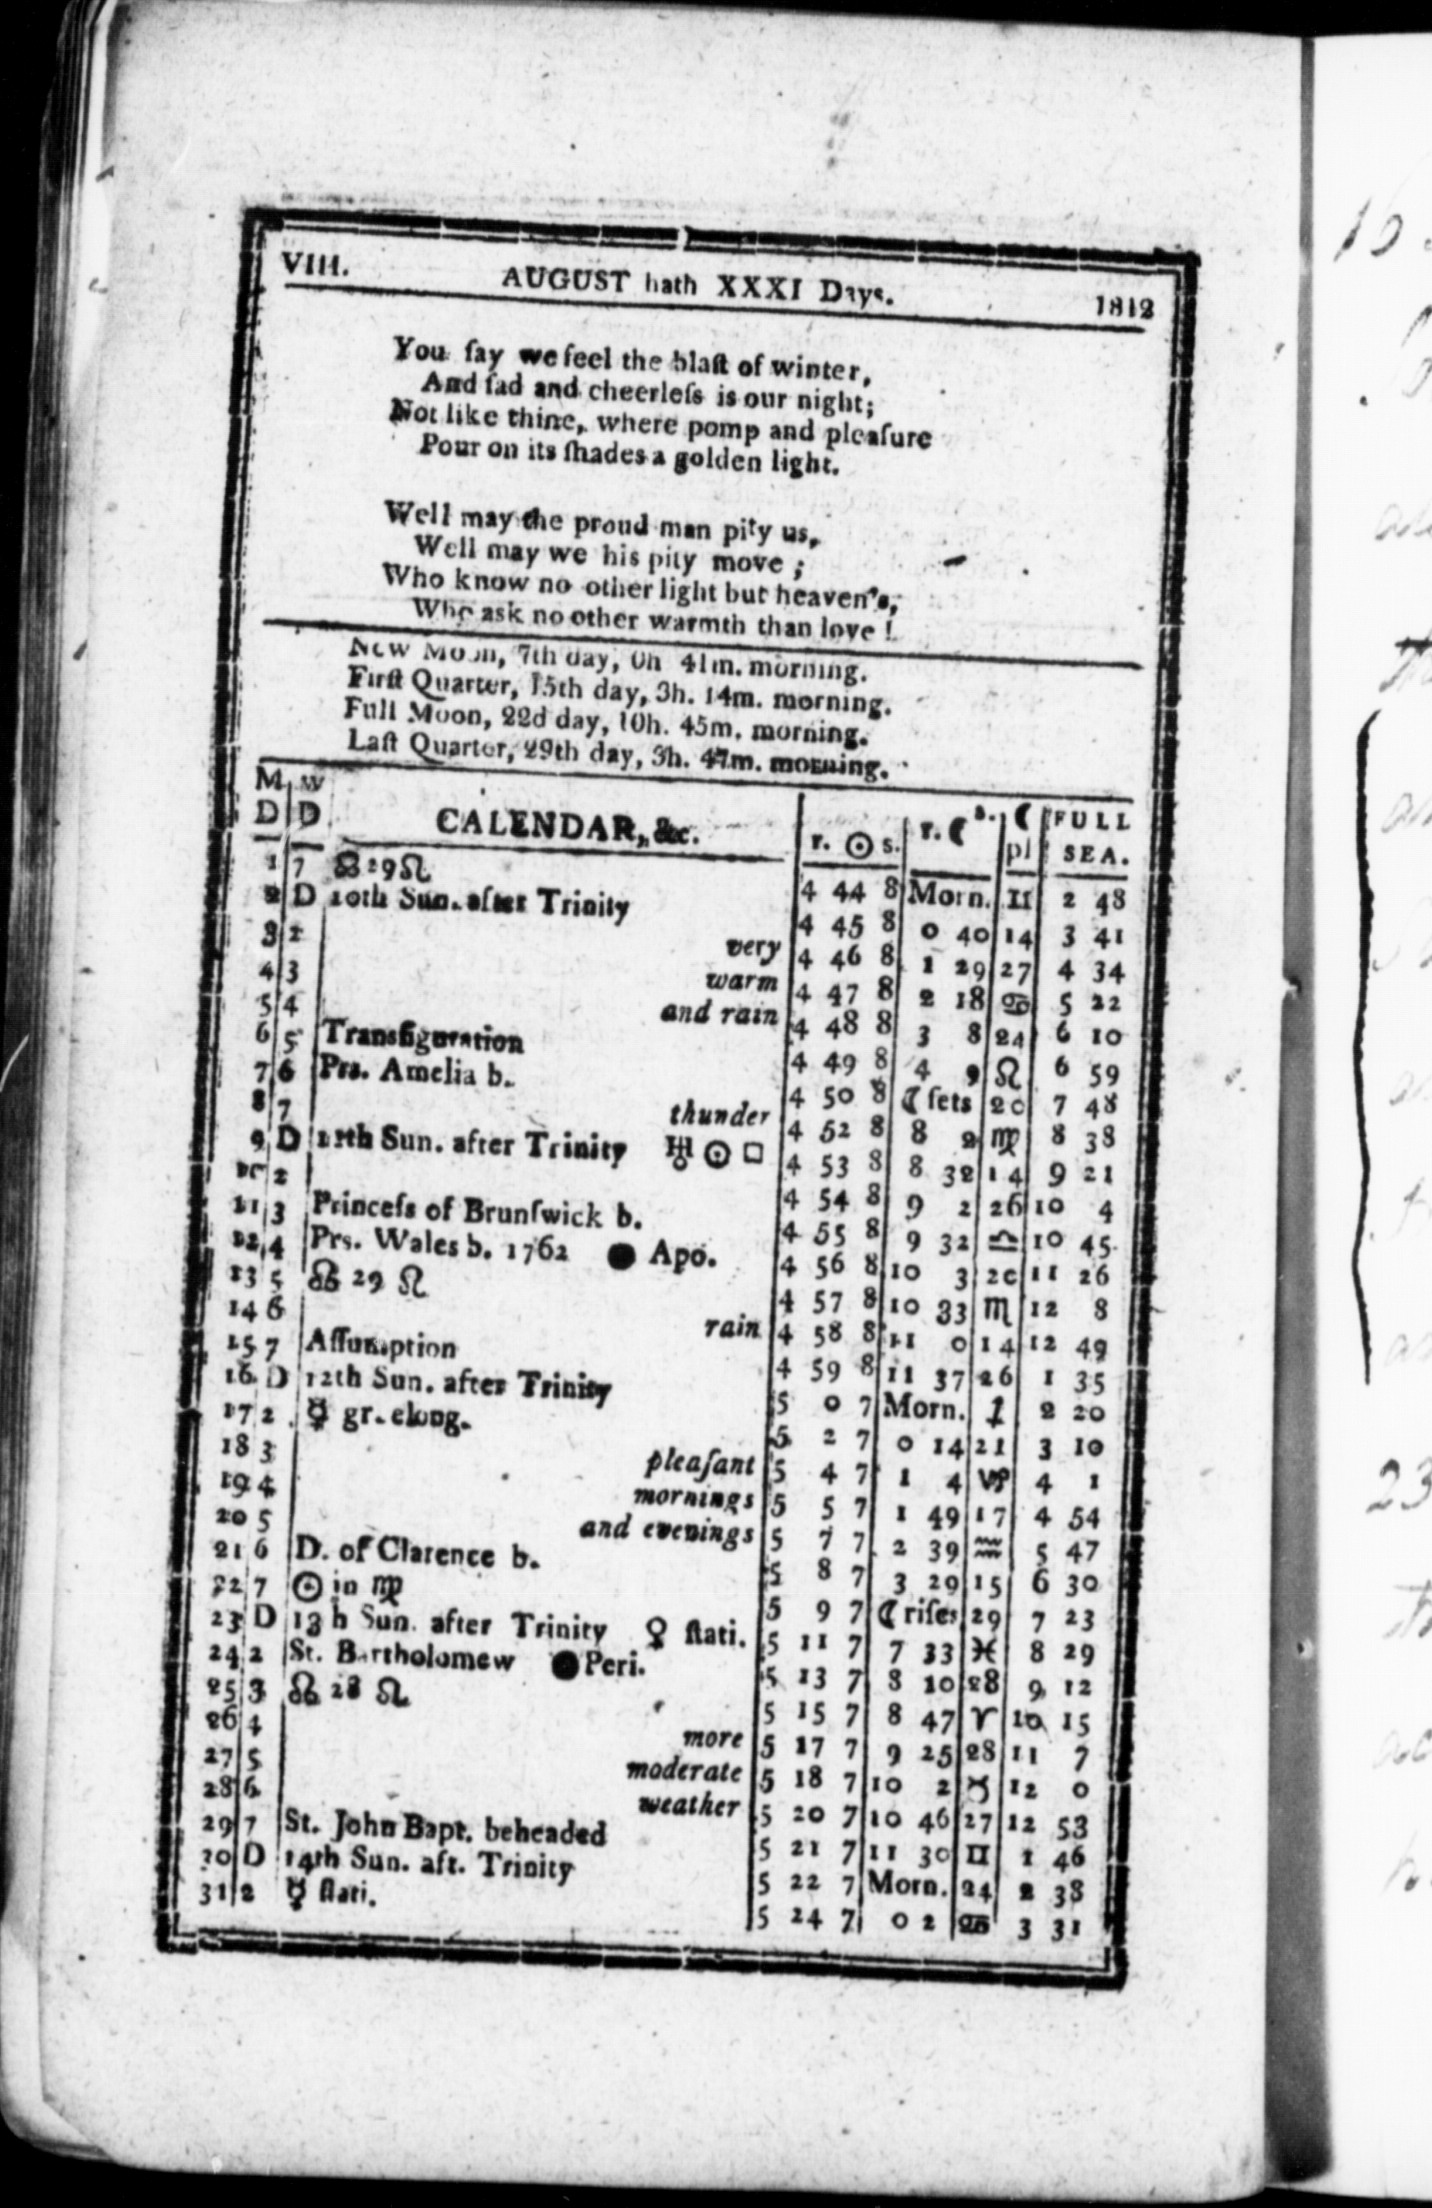 VIII. AUGUST hath XXXI Days. 1812
You ſay we feel the blaſt of winter,
And ſad and cheerleſs is our night;
Not like thine, where pomp and pleaſure
Pour on its ſhades a golden light.
Well may the proud man pity us,
Well may we his pity move;
Who know no other light but heaven's,
Who ask no other warmth than love!
New Moon, 7th day, 0h 41m. morning.
Firſt Quarter, 15th day, 3h. 14m. morning.
Full Moon, 22d day, 10h. 45m. morning.
Laſt Quarter, 29th day, 3h. 47m. morning.
M D W D CALENDAR, &c. r. ☉ s. r. ☾ s. ☾ pl FULL SEA.
1 7 ☊ 29 ♌ 4 44 8 Morn. II 2 48
2 D 10th Sun. after Trinity 4 45 8 0 40 14 3 41
3 2 very 4 46 8 1 29 27 4 34
4 3 warm 4 47 8 2 18 ♋ 5 22
5 4 and rain 4 48 8 3 8 24 6 10
6 5 Transfiguration 4 49 8 4 9 ♌ 6 59
7 6 Prs. Amelia b. 4 50 8 ☾ ſets 20 7 48
8 7 thunder 4 52 8 8 2 ♍ 8 38
9 D 11th Sun. after Trinity ♅ ☉ □ 4 53 8 8 32 14 9 21
10 2 4 54 8 9 2 26 10 4
11 3 Princeſs of Brunſwick b. 4 55 8 9 32 ♎ 10 45
12 4 Prs. Wales b. 1762 ● Apo. 4 56 8 10 3 20 11 26
13 5 ☊ 29 ♌ 4 57 8 10 33 ♏ 12 8
14 6 rain 4 58 8 11 0 14 12 49
15 7 Aſſumption 4 59 8 11 37 26 1 35
16 D 12th Sun. after Trinity 5 0 7 Morn. ♐ 2 20
17 2 ☿ gr. elong. 5 2 7 0 14 21 3 10
18 3 pleaſant 5 4 7 1 4 ♑ 4 1
19 4 mornings 5 5 7 1 49 17 4 54
20 5 and evenings 5 7 7 2 39 ♒ 5 47
21 6 D. of Clarence b. 5 8 7 3 29 15 6 30
22 7 ☉ in ♍ 5 9 7 ☾ riſes 29 7 23
23 D 13 h Sun. after Trinity ♀ ſtati. 5 11 7 7 33 ♓ 8 29
24 2 St. Bartholomew ● Peri. 5 13 7 8 10 28 9 12
25 3 ☊ 28 ♌ 5 15 7 8 47 ♈ 10 15
26 4 more 5 17 7 9 25 28 11 7
27 5 moderate 5 18 7 10 2 ♉ 12 0
28 6 weather 5 20 7 10 46 27 12 53
29 7 St. John Bapt. beheaded 5 21 7 11 30 II 1 46
30 D 14th Sun. aft. Trinity 5 22 7 Morn. 24 2 38
31 2 ☿ ſtati. 5 24 7 0 2 ♋ 3 31
16
23